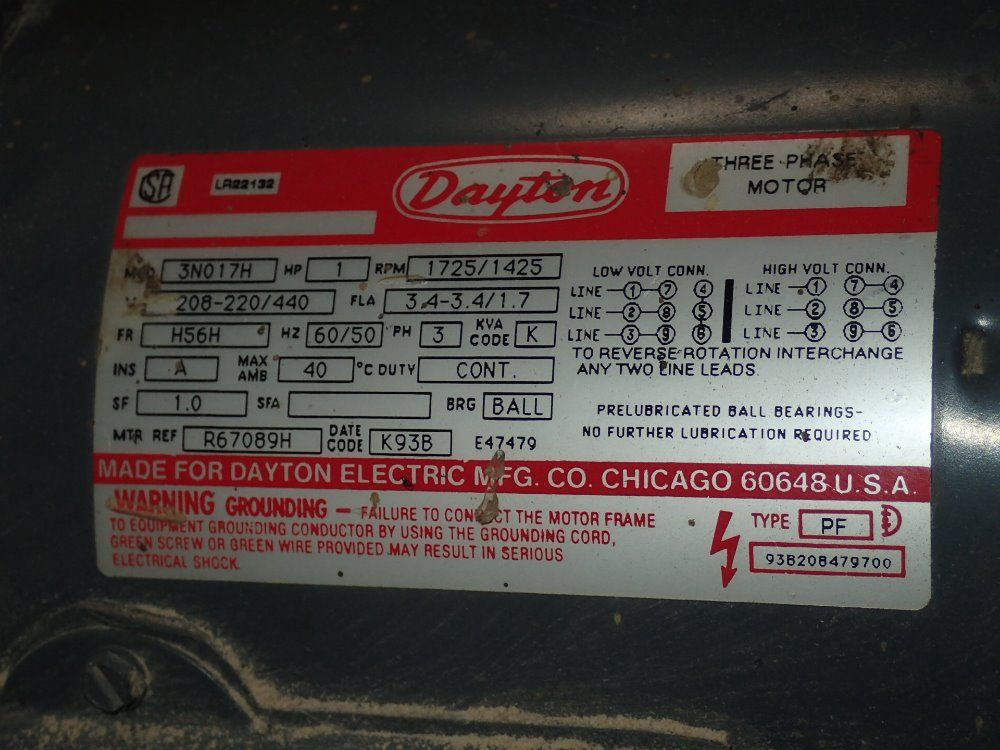 SA LR22132
Dayton
THREE PHASE
MOTOR
MOD 3N017H HP 1 RPM 1725/1425
V 208-220/440 FLA 3.4-3.4/1.7
FR H56H HZ 60/50 PH 3 KVA CODE K
INS A MAX AMB 40 °C DUTY CONT.
SF 1.0 SFA BRG BALL
MTR REF R67089H DATE CODE K93B E47479
LOW VOLT CONN. HIGH VOLT CONN.
LINE 1 7 4 LINE 1 7 4
LINE 2 8 5 LINE 2 8 5
LINE 3 9 6 LINE 3 9 6
TO REVERSE ROTATION INTERCHANGE
ANY TWO LINE LEADS.
PRELUBRICATED BALL BEARINGS-
NO FURTHER LUBRICATION REQUIRED
MADE FOR DAYTON ELECTRIC MFG. CO. CHICAGO 60648 U.S.A.
WARNING GROUNDING — FAILURE TO CONNECT THE MOTOR FRAME
TO EQUIPMENT GROUNDING CONDUCTOR BY USING THE GROUNDING CORD,
GREEN SCREW OR GREEN WIRE PROVIDED MAY RESULT IN SERIOUS
ELECTRICAL SHOCK.
TYPE PF
93B208479700